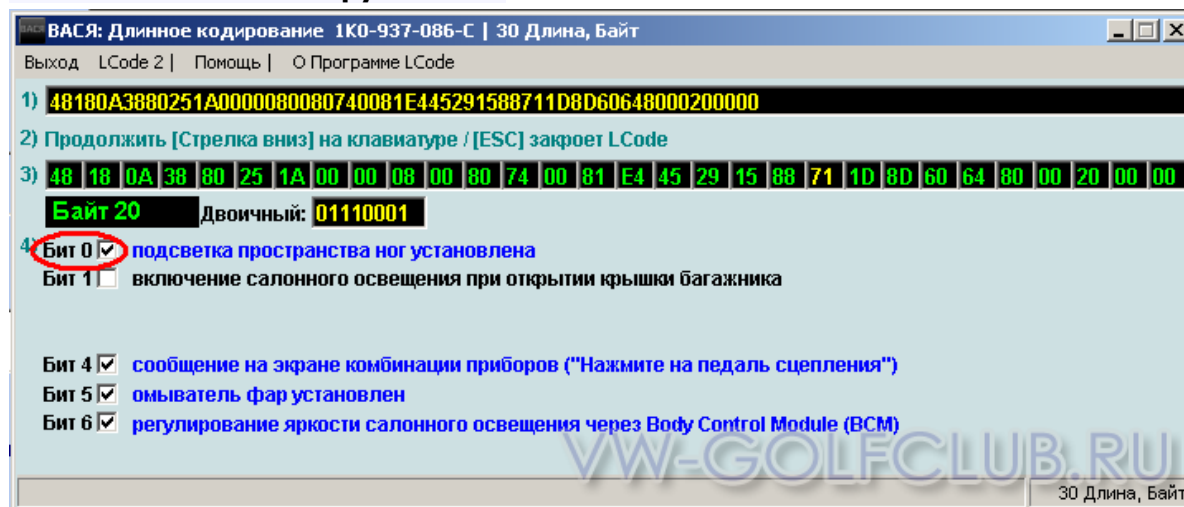 ВАСЯ: Длинное кодирование 1K0-937-086-C | 30 Длина, Байт
Выход LCode 2 | Помощь | О Программе LCode
1) 48180A3880251A0000080080740081E445291588711D8D60648000200000
2) Продолжить [Стрелка вниз] на клавиатуре / [ESC] закроет LCode
3) 48 18 0A 38 80 25 1A 00 00 08 00 80 74 00 81 E4 45 29 15 88 71 1D 8D 60 64 80 00 20 00 00
Байт 20 Двоичный: 01110001
4) Бит 0 подсветка пространства ног установлена
Бит 1 включение салонного освещения при открытии крышки багажника
Бит 4 сообщение на экране комбинации приборов ("Нажмите на педаль сцепления")
Бит 5 омыватель фар установлен
Бит 6 регулирование яркости салонного освещения через Body Control Module (BCM)
VW-GOLFCLUB.RU
30 Длина, Байт